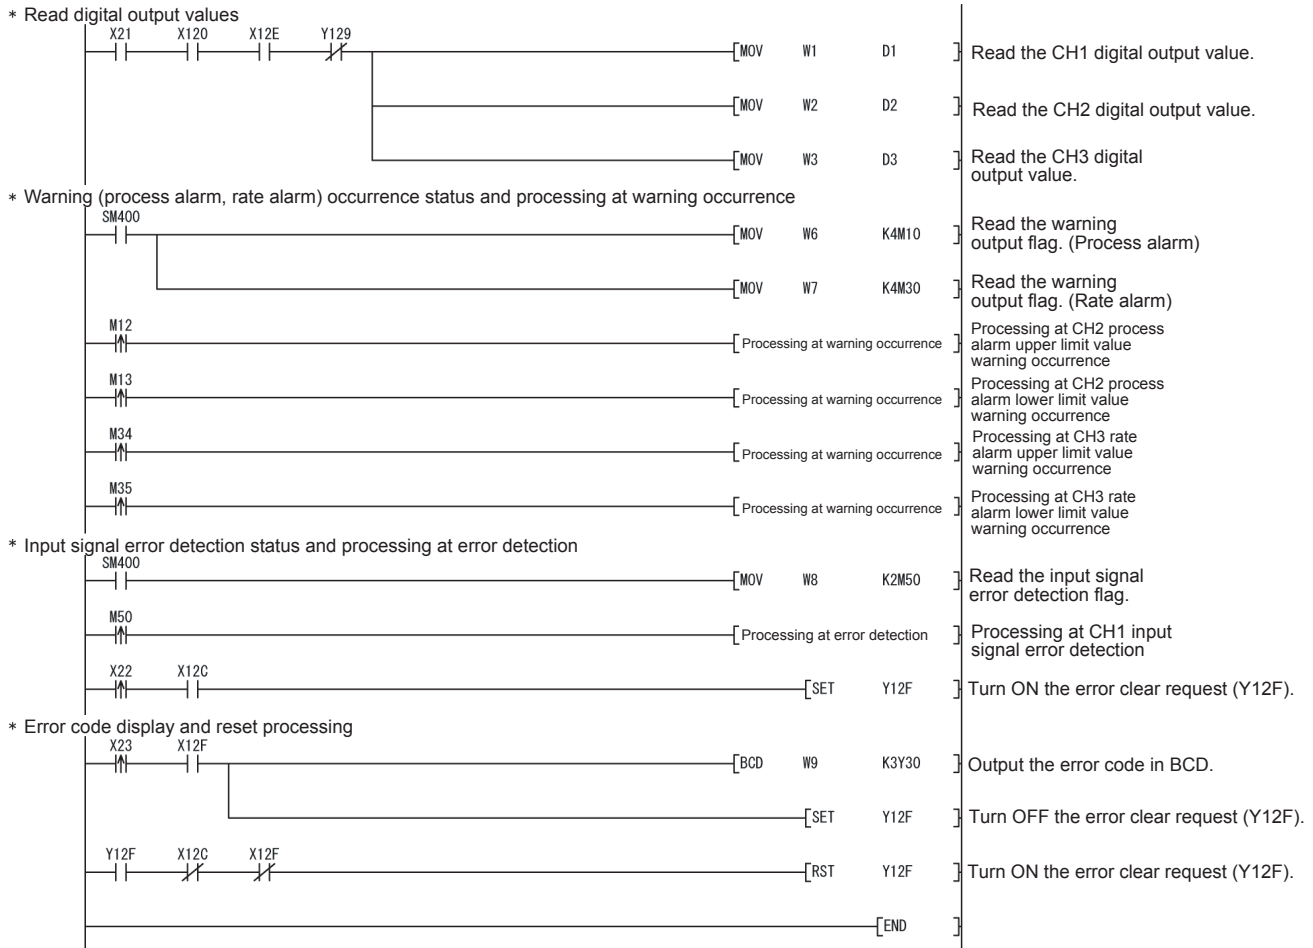 * Read digital output values
X21 X120 X12E Y129
MOV W1 D1 Read the CH1 digital output value.
MOV W2 D2 Read the CH2 digital output value.
MOV W3 D3 Read the CH3 digital
output value.
* Warning (process alarm, rate alarm) occurrence status and processing at warning occurrence
SM400
MOV W6 K4M10 Read the warning
output flag. (Process alarm)
MOV W7 K4M30 Read the warning
output flag. (Rate alarm)
M12
Processing at warning occurrence Processing at CH2 process
alarm upper limit value
warning occurrence
M13
Processing at warning occurrence Processing at CH2 process
alarm lower limit value
warning occurrence
M34
Processing at warning occurrence Processing at CH3 rate
alarm upper limit value
warning occurrence
M35
Processing at warning occurrence Processing at CH3 rate
alarm lower limit value
warning occurrence
* Input signal error detection status and processing at error detection
SM400
MOV W8 K2M50 Read the input signal
error detection flag.
M50
Processing at error detection Processing at CH1 input
signal error detection
X22 X12C
SET Y12F Turn ON the error clear request (Y12F).
* Error code display and reset processing
X23 X12F
BCD W9 K3Y30 Output the error code in BCD.
SET Y12F Turn OFF the error clear request (Y12F).
Y12F X12C X12F
RST Y12F Turn ON the error clear request (Y12F).
END